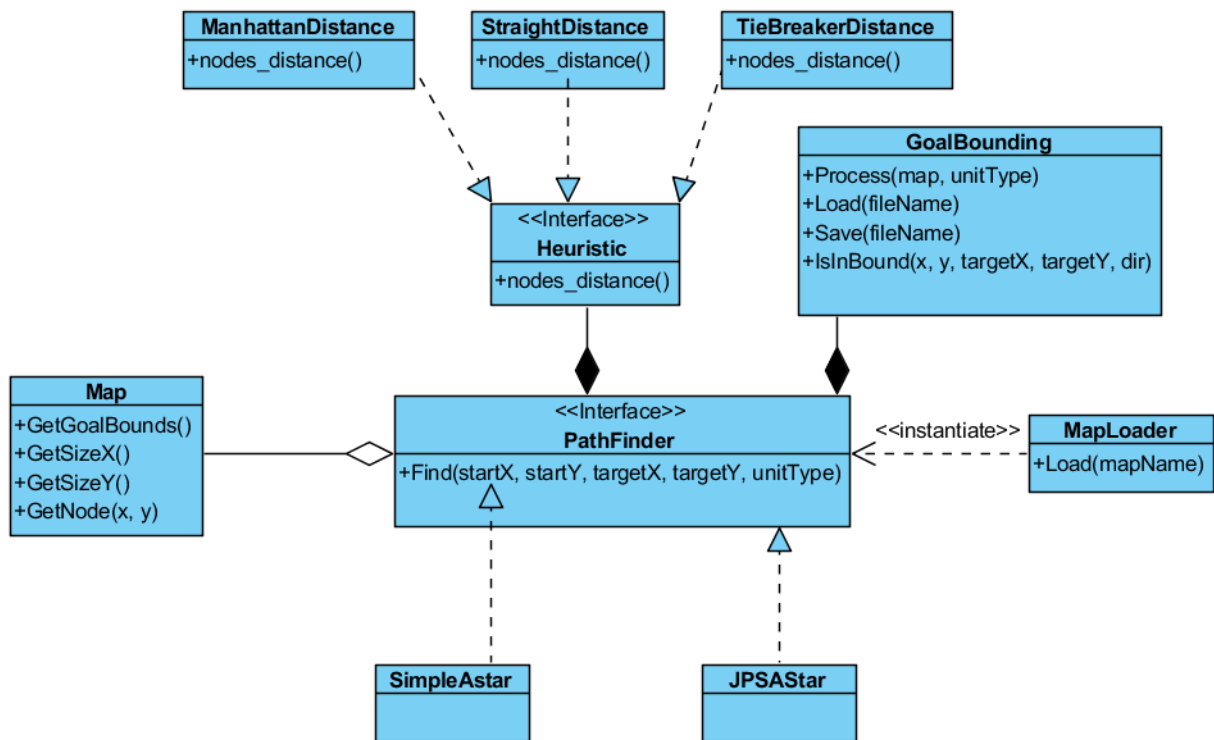 ManhattanDistance
+nodes_distance()
StraightDistance
+nodes_distance()
TieBreakerDistance
+nodes_distance()
GoalBounding
+Process(map, unitType)
+Load(fileName)
+Save(fileName)
+IsInBound(x, y, targetX, targetY, dir)
<<Interface>>
Heuristic
+nodes_distance()
Map
+GetGoalBounds()
+GetSizeX()
+GetSizeY()
+GetNode(x, y)
<<Interface>>
PathFinder
+Find(startX, startY, targetX, targetY, unitType)
<<instantiate>>
MapLoader
+Load(mapName)
SimpleAstar
JPSAStar